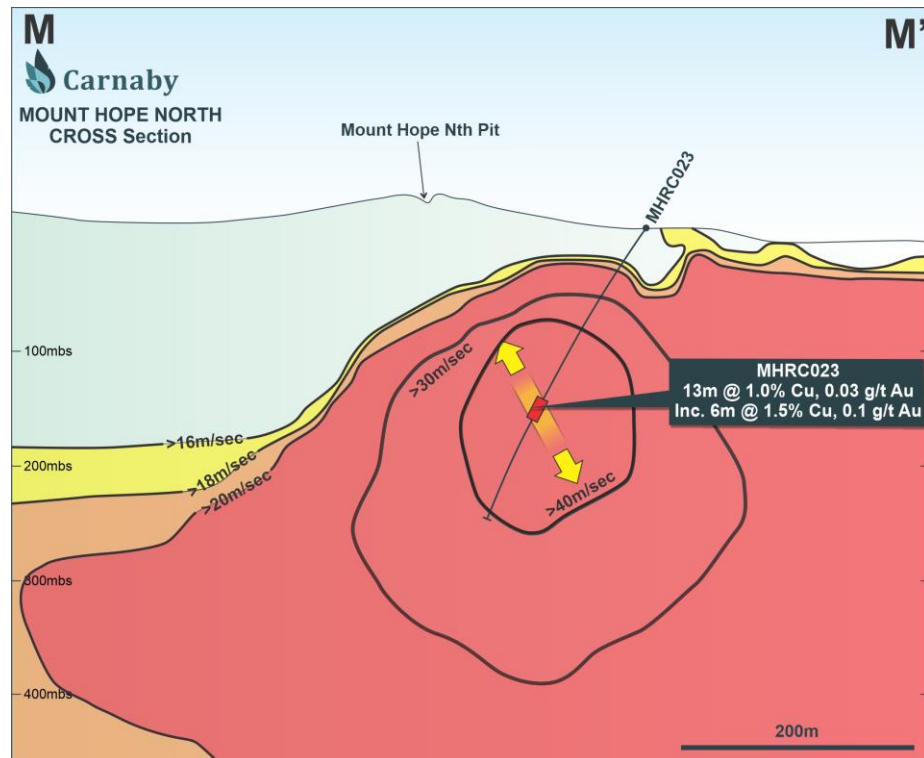 M
M'
Carnaby
MOUNT HOPE NORTH
CROSS Section
Mount Hope Nth Pit
MHRC023
100mbs
>30m/sec
MHRC023
13m @ 1.0% Cu, 0.03 g/t Au
Inc. 6m @ 1.5% Cu, 0.1 g/t Au
>16m/sec
200mbs
>18m/sec
>20m/sec
>40m/sec
300mbs
400mbs
200m